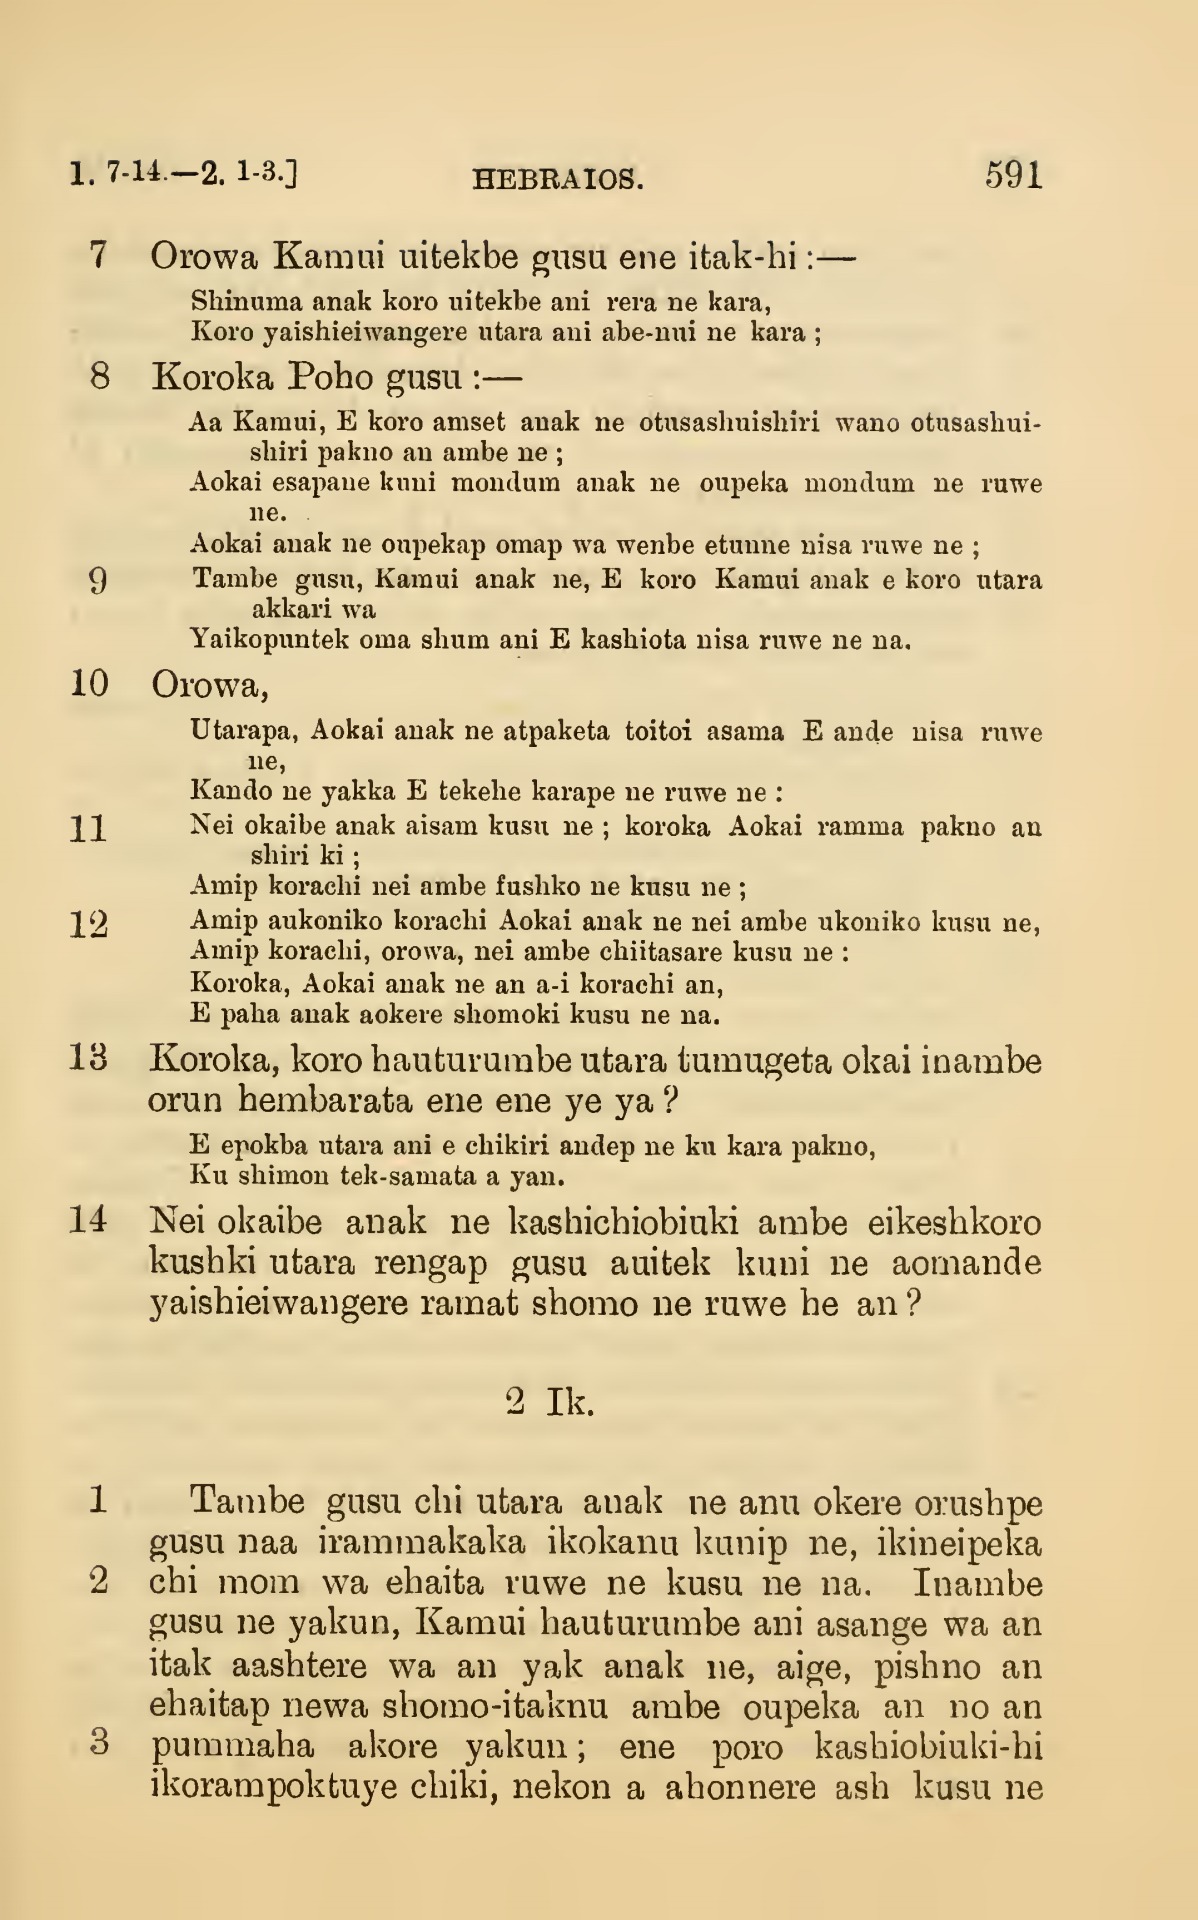 1. 7-14.—2. 1-3.] HEBRAIOS. 591
7 Orowa Kamui uitekbe gusu ene itak-hi :—
Shinuma anak koro uitekbe ani rera ne kara,
Koro yaishieiwangere utara ani abe-nui ne kara ;
8 Koroka Poho gusu :—
Aa Kamui, E koro amset anak ne otusashuishiri wano otusashui-
shiri pakno an ambe ne ;
Aokai esapane kuni mondum anak ne oupeka mondum ne ruwe
ne.
Aokai anak ne oupekap omap wa wenbe etunne nisa ruwe ne ;
9 Tambe gusu, Kamui anak ne, E koro Kamui anak e koro utara
akkari wa
Yaikopuntek oma shum ani E kashiota nisa ruwe ne na.
10 Orowa,
Utarapa, Aokai anak ne atpaketa toitoi asama E ande nisa ruwe
ne,
Kando ne yakka E tekehe karape ne ruwe ne :
11 Nei okaibe anak aisam kusu ne ; koroka Aokai ramma pakno an
shiri ki ;
Amip korachi nei ambe fushko ne kusu ne ;
12 Amip aukoniko korachi Aokai anak ne nei ambe ukoniko kusu ne,
Amip korachi, orowa, nei ambe chiitasare kusu ne :
Koroka, Aokai anak ne an a-i korachi an,
E paha anak aokere shomoki kusu ne na.
13 Koroka, koro hauturumbe utara tumugeta okai inambe
orun hembarata ene ene ye ya ?
E epokba utara ani e chikiri andep ne ku kara pakno,
Ku shimon tek-samata a yan.
14 Nei okaibe anak ne kashichiobiuki ambe eikeshkoro
kushki utara rengap gusu auitek kuni ne aomande
yaishieiwangere ramat shomo ne ruwe he an ?
2 Ik.
1 Tambe gusu chi utara anak ne anu okere orushpe
gusu naa irammakaka ikokanu kunip ne, ikineipeka
2 chi mom wa ehaita ruwe ne kusu ne na. Inambe
gusu ne yakun, Kamui hauturumbe ani asange wa an
itak aashtere wa an yak anak ne, aige, pishno an
ehaitap newa shomo-itaknu ambe oupeka an no an
3 pummaha akore yakun ; ene poro kashiobiuki-hi
ikorampoktuye chiki, nekon a ahonnere ash kusu ne